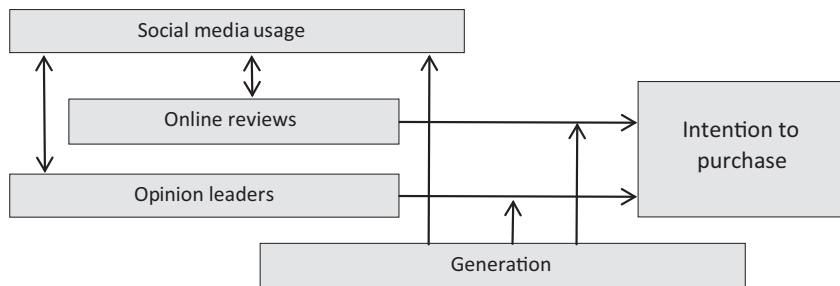 Social media usage
Online reviews
Intention to
purchase
Opinion leaders
Generation